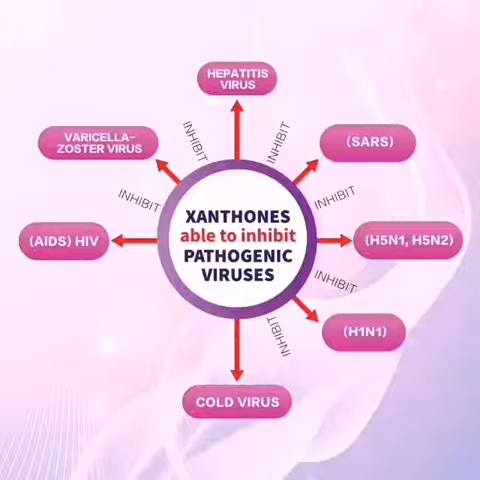 HEPATITIS
VIRUS
VARICELLA-
ZOSTER VIRUS
INHIBIT
INHIBIT
(SARS)
INHIBIT
INHIBIT
(AIDS) HIV
XANTHONES
able to inhibit
PATHOGENIC
VIRUSES
(H5N1, H5N2)
INHIBIT
(H1N1)
INHIBIT
COLD VIRUS